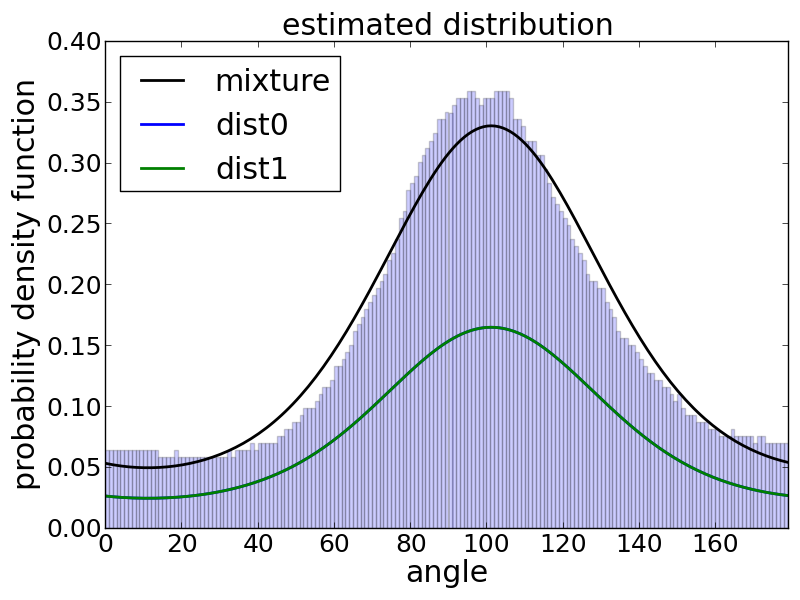 estimated distribution
0.40
0.35
0.30
0.25
0.20
0.15
0.10
0.05
0.00
probability density function
mixture
dist0
dist1
0 20 40 60 80 100 120 140 160
angle